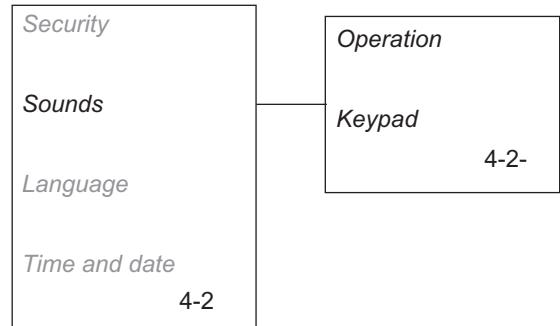 Security
Sounds
Language
Time and date
4-2
Operation
Keypad
4-2-